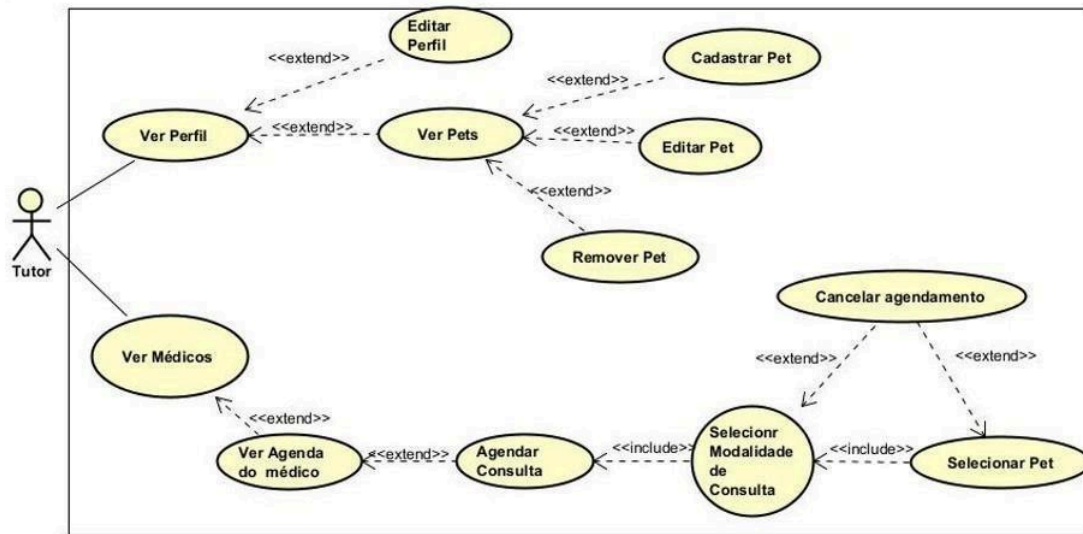 Editar
Perfil
<<extend>>
Cadastrar Pet
<<extend>>
Ver Perfil
<<extend>>
Ver Pets
<<extend>>
Editar Pet
<<extend>>
Remover Pet
Tutor
Cancelar agendamento
Ver Médicos
<<extend>>
<<extend>>
<<extend>>
Ver Agenda
do médico
<<extend>>
Agendar
Consulta
<<include>>
Selecionr
Modalidade
de
Consulta
<<include>>
Selecionar Pet